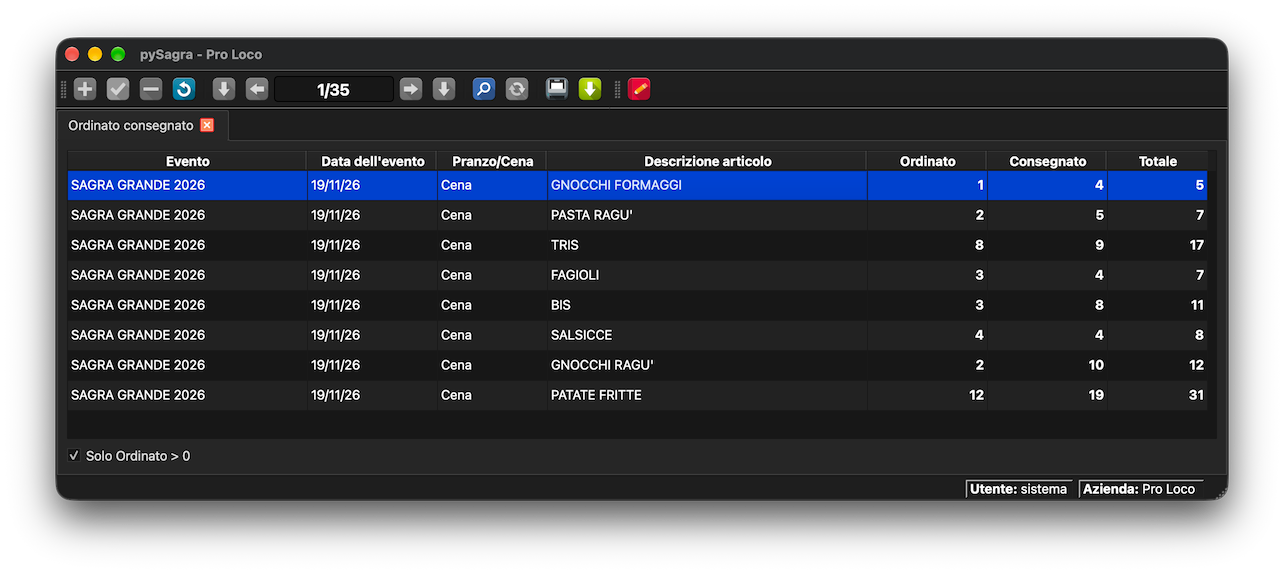 pySagra - Pro Loco
1/35
Ordinato consegnato
Evento Data dell'evento Pranzo/Cena Descrizione articolo Ordinato Consegnato Totale
SAGRA GRANDE 2026 19/11/26 Cena GNOCCHI FORMAGGI 1 4 5
SAGRA GRANDE 2026 19/11/26 Cena PASTA RAGU' 2 5 7
SAGRA GRANDE 2026 19/11/26 Cena TRIS 8 9 17
SAGRA GRANDE 2026 19/11/26 Cena FAGIOLI 3 4 7
SAGRA GRANDE 2026 19/11/26 Cena BIS 3 8 11
SAGRA GRANDE 2026 19/11/26 Cena SALSICCE 4 4 8
SAGRA GRANDE 2026 19/11/26 Cena GNOCCHI RAGU' 2 10 12
SAGRA GRANDE 2026 19/11/26 Cena PATATE FRITTE 12 19 31
Solo Ordinato > 0
Utente: sistema Azienda: Pro Loco